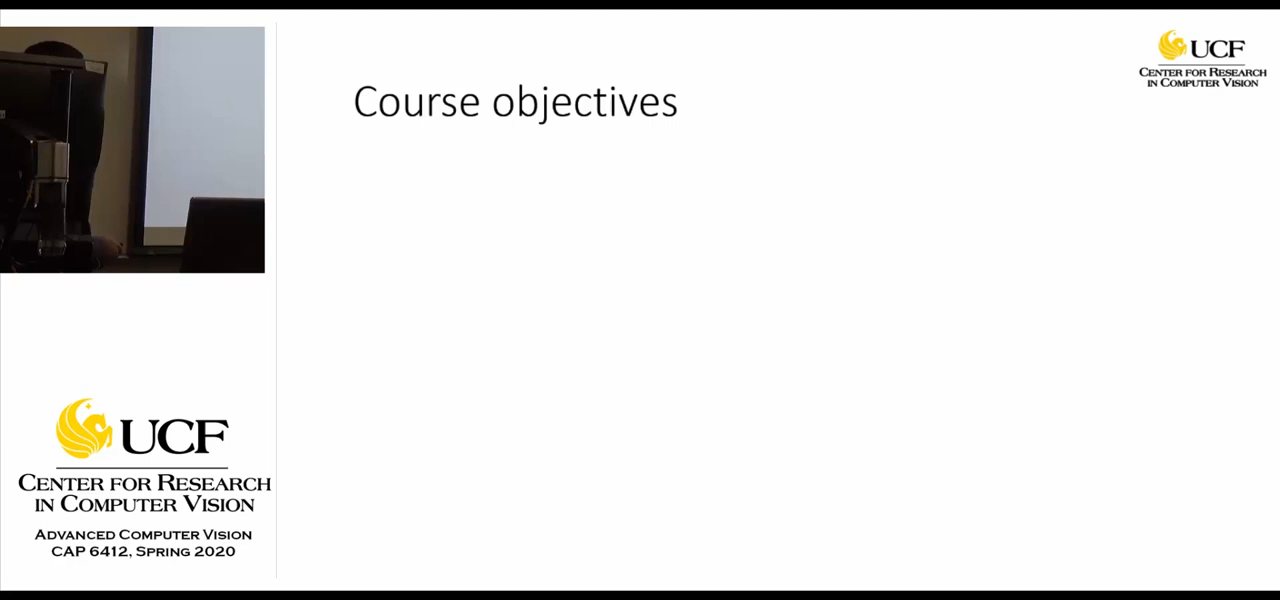 Course objectives
UCF
CENTER FOR RESEARCH
IN COMPUTER VISION
UCF
CENTER FOR RESEARCH
IN COMPUTER VISION
ADVANCED COMPUTER VISION
CAP 6412, SPRING 2020